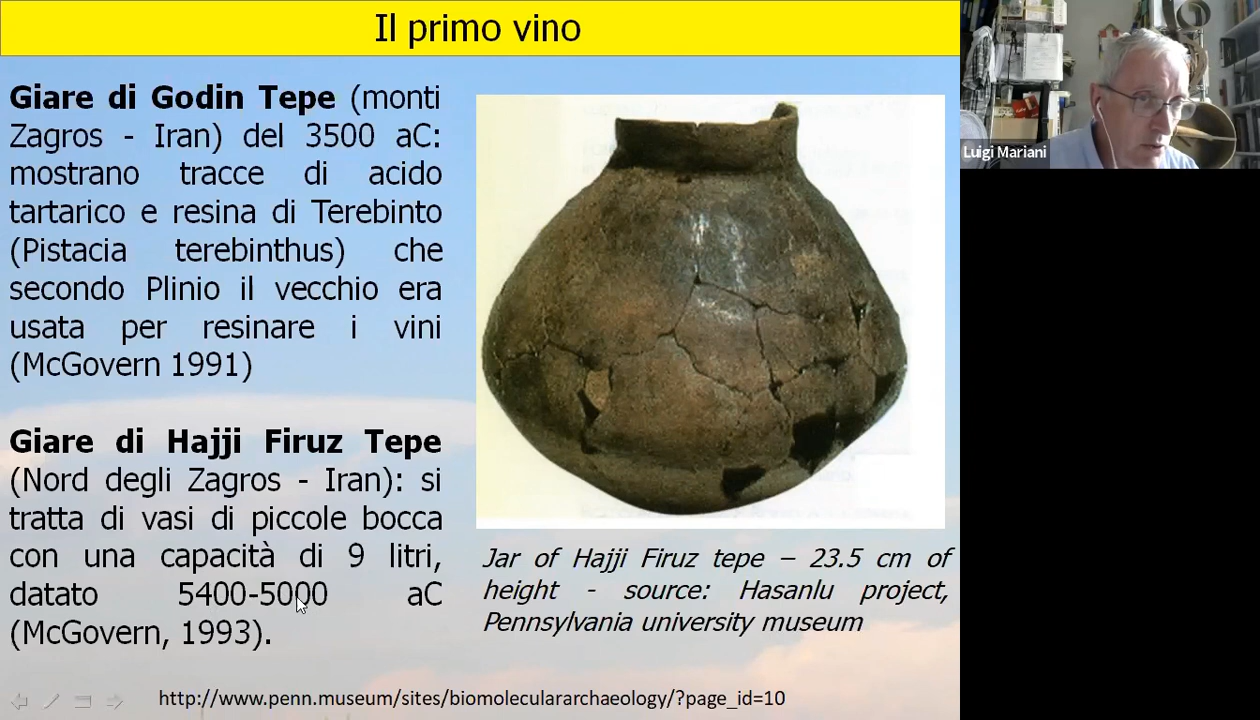 Il primo vino
Giare di Godin Tepe (monti
Zagros - Iran) del 3500 aC:
mostrano tracce di acido
tartarico e resina di Terebinto
(Pistacia terebinthus) che
secondo Plinio il vecchio era
usata per resinare i vini
(McGovern 1991)
Giare di Hajji Firuz Tepe
(Nord degli Zagros - Iran): si
tratta di vasi di piccole bocca
con una capacità di 9 litri,
datato 5400-5000 aC
(McGovern, 1993).
Jar of Hajji Firuz tepe – 23.5 cm of
height - source: Hasanlu project,
Pennsylvania university museum
http://www.penn.museum/sites/biomoleculararchaeology/?page_id=10
Luigi Mariani